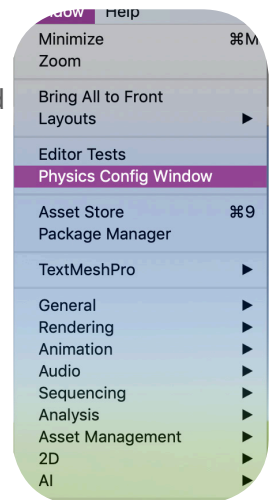 Help
Minimize ⌘M
Zoom
Bring All to Front
Layouts ▶
Editor Tests
Physics Config Window
Asset Store ⌘9
Package Manager
TextMeshPro ▶
General ▶
Rendering ▶
Animation ▶
Audio ▶
Sequencing ▶
Analysis ▶
Asset Management ▶
2D ▶
AI ▶